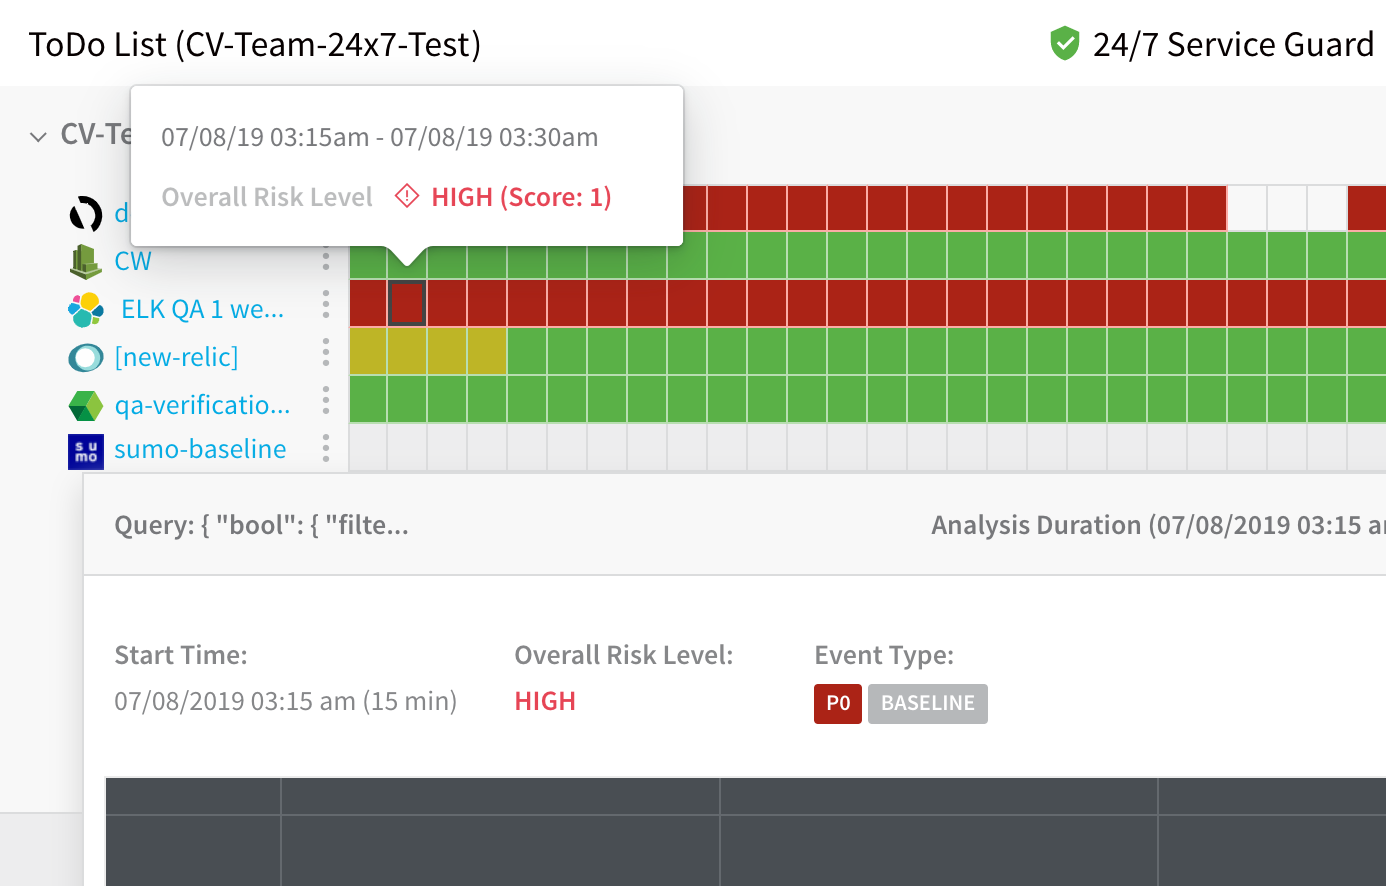 ToDo List (CV-Team-24x7-Test)
24/7 Service Guard
07/08/19 03:15am - 07/08/19 03:30am
CV-Te
Overall Risk Level HIGH (Score: 1)
d
CW
ELK QA 1 we...
[new-relic]
qa-verificatio...
su
mo
sumo-baseline
Query: { "bool": { "filte...
Analysis Duration (07/08/2019 03:15 a
Start Time:
Overall Risk Level:
Event Type:
07/08/2019 03:15 am (15 min)
HIGH
P0 BASELINE